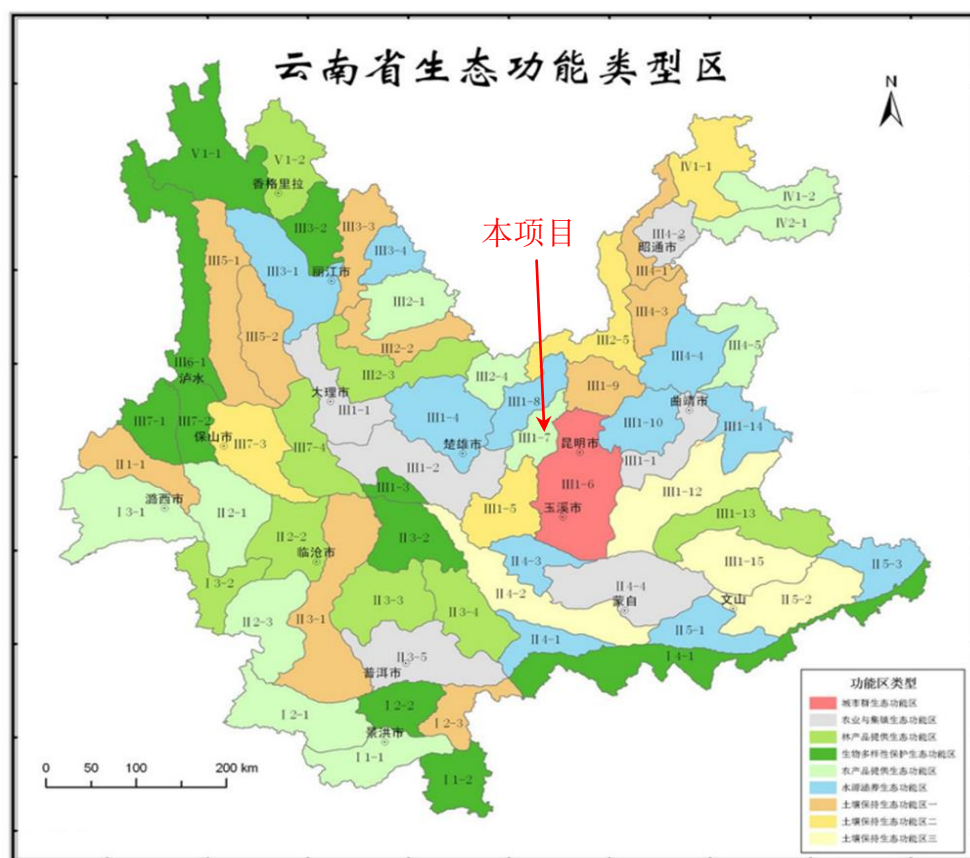 云南省生态功能类型区
N
V1-1
V1-2
香格里拉
IV1-1
IV1-2
IV2-1
III3-2
III3-3
III3-4
本项目
III4-2
昭通市
III5-1
III3-1
丽江市
III4-1
III2-1
III4-3
III5-2
III2-2
III2-5
III4-4
III4-5
III6-1
泸水
III2-3
III2-4
III1-9
大理市
III1-1
III1-4
III1-8
曲靖市
III7-1
III7-2
保山市
III7-3
III7-4
楚雄市
III1-7
昆明市
III1-10
III1-14
II1-1
III1-2
III1-1
III1-3
III1-6
III1-12
潞西市
I3-1
II2-1
III1-5
玉溪市
III1-13
II2-2
临沧市
II3-2
II4-3
III1-15
II5-3
I3-2
II4-2
II4-4
蒙自
文山
II5-2
II2-3
II3-1
II3-3
II3-4
II4-1
II5-1
I4-1
II3-5
普洱市
I2-1
I2-2
I2-3
景洪市
I1-1
I1-2
0 50 100 200 km
功能区类型
城市群生态功能区
农业与集镇生态功能区
林产品提供生态功能区
生物多样性保护生态功能区
农产品提供生态功能区
水源涵养生态功能区
土壤保持生态功能区一
土壤保持生态功能区二
土壤保持生态功能区三